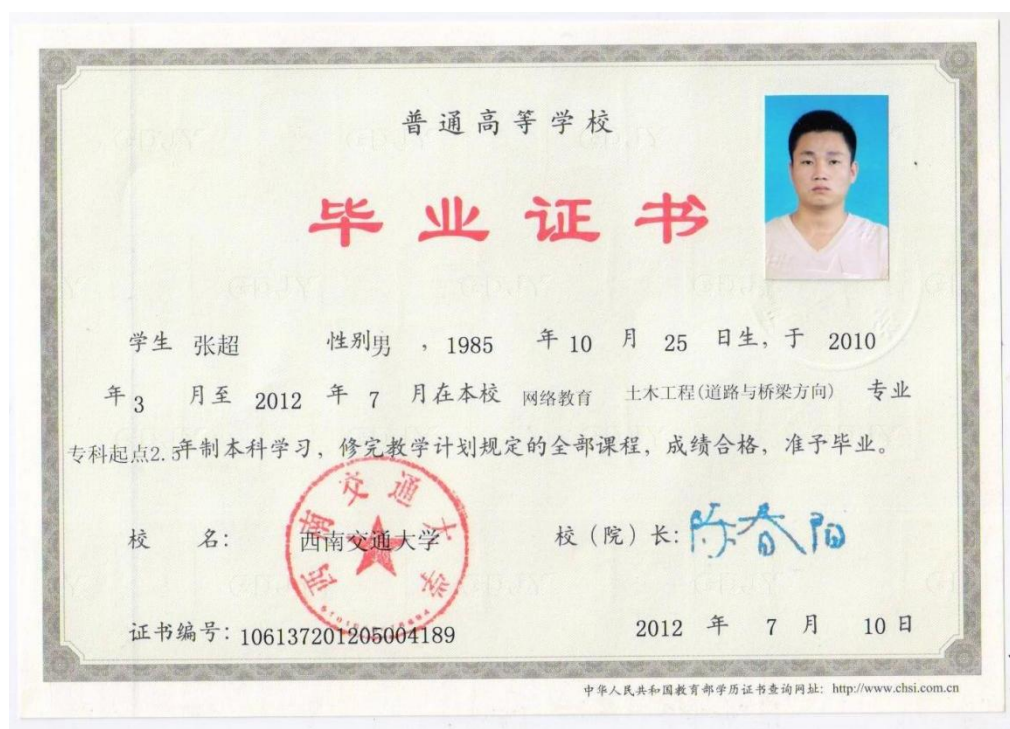 普通高等学校
毕业证书
学生 张超 性别男 ，1985 年 10 月 25 日生，于 2010
年 3 月至 2012 年 7 月在本校 网络教育 土木工程(道路与桥梁方向) 专业
专科起点2.5年制本科学习，修完教学计划规定的全部课程，成绩合格，准予毕业。
西南交通大学
校 名： 西南交通大学 校（院）长：陈春阳
证书编号：106137201205004189 2012 年 7 月 10 日
中华人民共和国教育部学历证书查询网址：http://www.chsi.com.cn